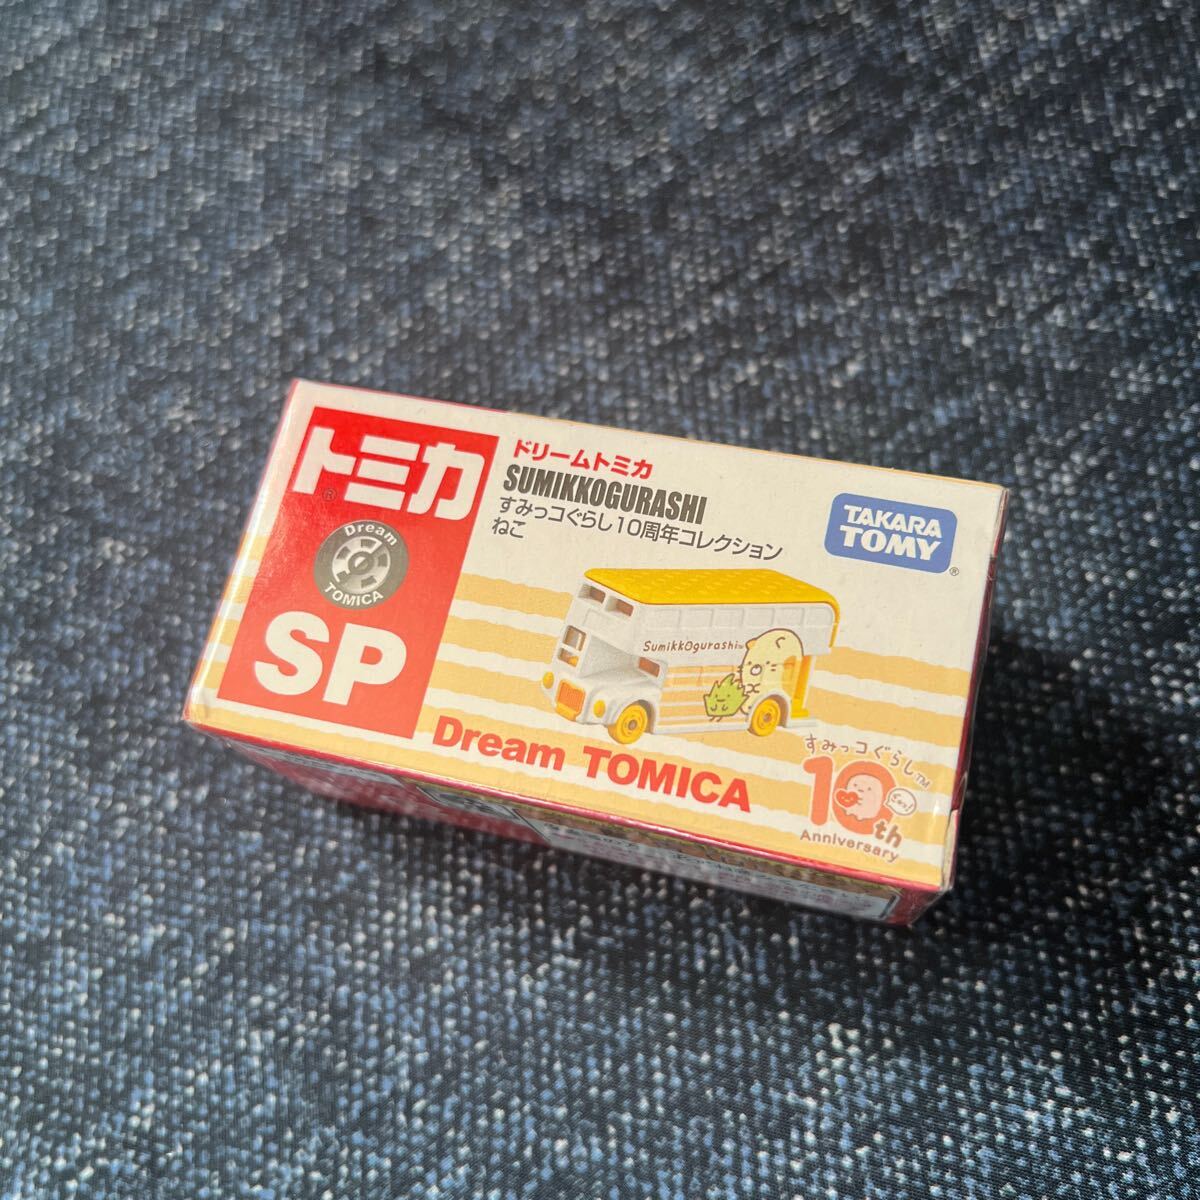 トミカ
®
Dream
TOMICA
SP
ドリームトミカ
SUMIKKOGURASHI
すみっコぐらし10周年コレクション
ねこ
TAKARA
TOMY
®
Sumikkogurashi
Dream TOMICA
すみっコぐらし™
10th
Anniversary